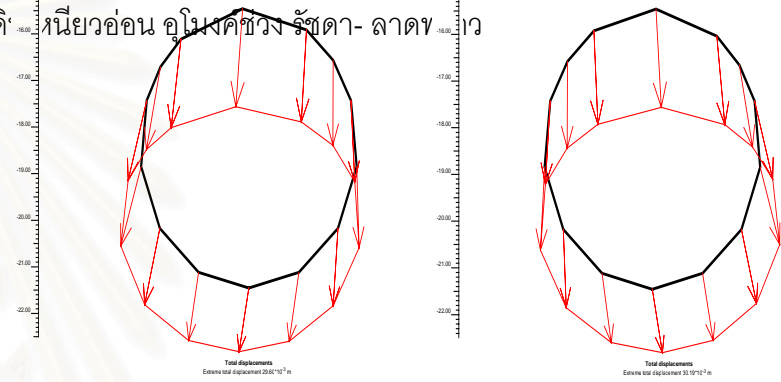 หนียวอ่อน อุโมงค์ช่วง รัชดา- ลาดพ าว
-16.00
-17.00
-18.00
-19.00
-20.00
-21.00
-22.00
Total displacements
Extreme total displacement 29.60*10⁻³ m
-16.00
-17.00
-18.00
-19.00
-20.00
-21.00
-22.00
Total displacements
Extreme total displacement 30.19*10⁻³ m